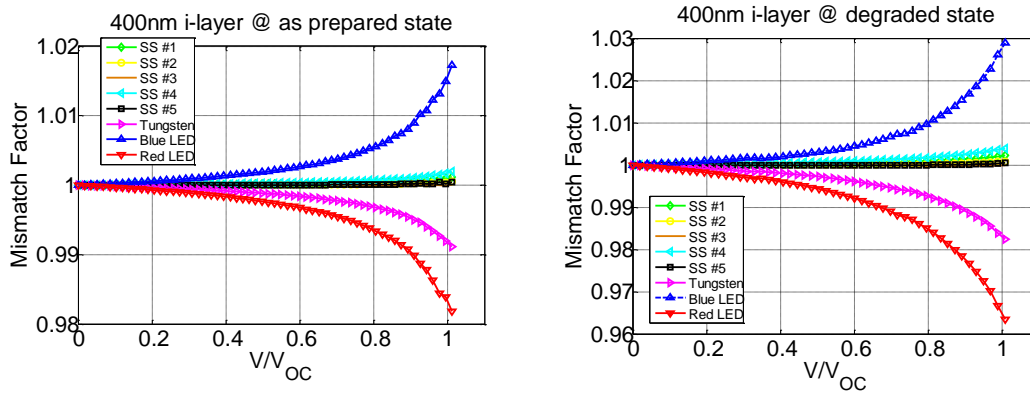 400nm i-layer @ as prepared state
1.02
1.01
1
0.99
0.98
Mismatch Factor
SS #1
SS #2
SS #3
SS #4
SS #5
Tungsten
Blue LED
Red LED
0 0.2 0.4 0.6 0.8 1
V/VOC
400nm i-layer @ degraded state
1.03
1.02
1.01
1
0.99
0.98
0.97
0.96
Mismatch Factor
SS #1
SS #2
SS #3
SS #4
SS #5
Tungsten
Blue LED
Red LED
0 0.2 0.4 0.6 0.8 1
V/VOC